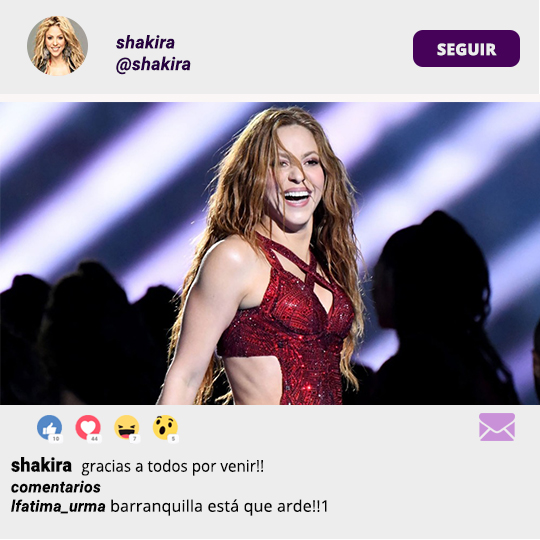 shakira
@shakira
SEGUIR
18 44 7 5
shakira gracias a todos por venir!!
comentarios
lfatima_urma barranquilla está que arde!!1